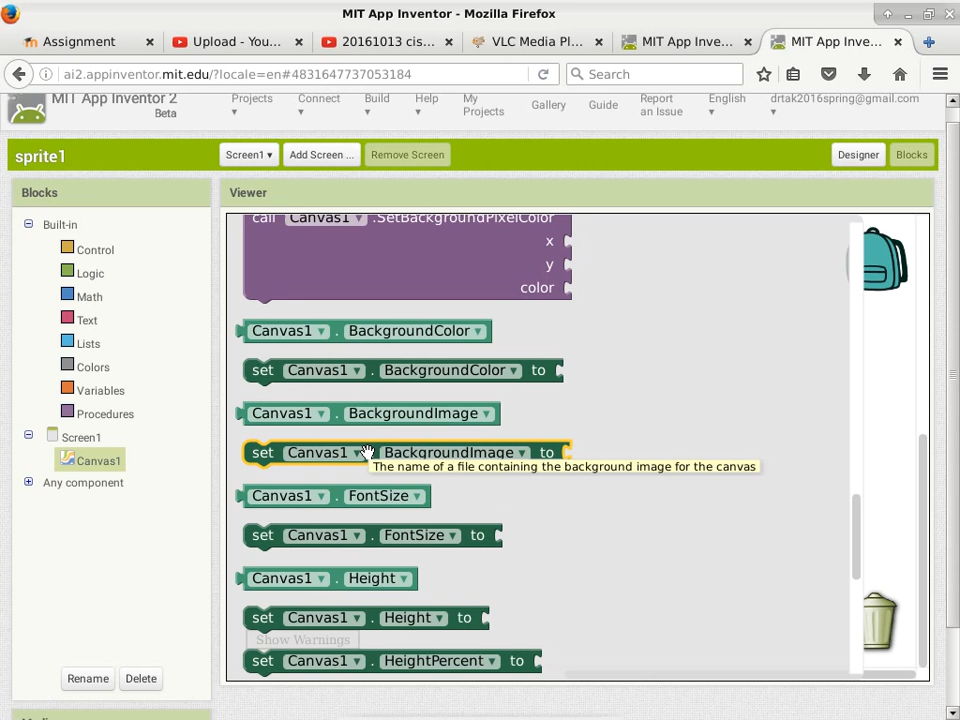 MIT App Inventor - Mozilla Firefox
Assignment
Upload - You...
20161013 cis...
VLC Media Pl...
MIT App Inve...
MIT App Inve...
ai2.appinventor.mit.edu/?locale=en#4831647737053184
Search
MIT App Inventor 2
Beta
Projects
Connect
Build
Help
My
Projects
Gallery
Guide
Report
an Issue
English
drtak2016spring@gmail.com
sprite1
Screen1
Add Screen ...
Remove Screen
Designer
Blocks
Blocks
Built-in
Control
Logic
Math
Text
Lists
Colors
Variables
Procedures
Screen1
Canvas1
Any component
Rename
Delete
Viewer
call Canvas1 .SetBackgroundPixelColor
x
y
color
Canvas1 . BackgroundColor
set Canvas1 . BackgroundColor to
Canvas1 . BackgroundImage
set Canvas1 . BackgroundImage to
The name of a file containing the background image for the canvas
Canvas1 . FontSize
set Canvas1 . FontSize to
Canvas1 . Height
set Canvas1 . Height to
Show Warnings
set Canvas1 . HeightPercent to